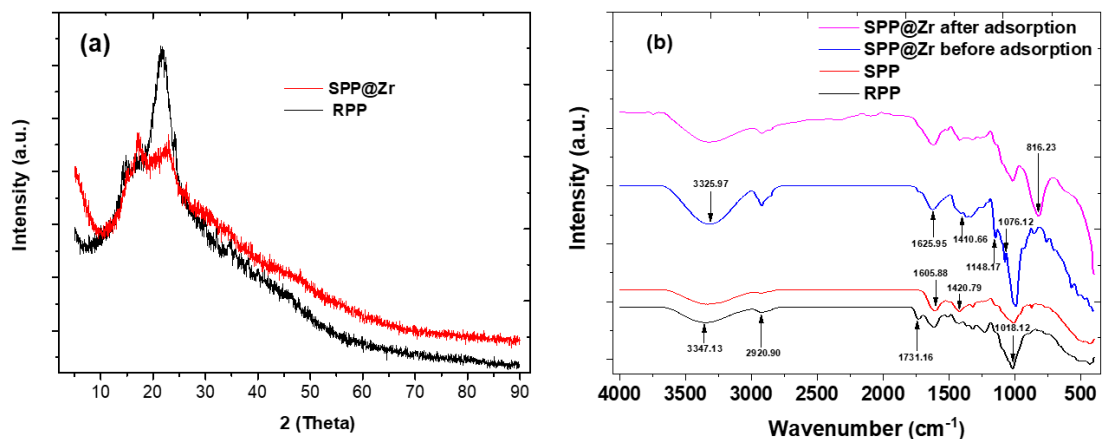 (a)
SPP@Zr
RPP
Intensity (a.u.)
10 20 30 40 50 60 70 80 90
2 (Theta)
(b)
SPP@Zr after adsorption
SPP@Zr before adsorption
SPP
RPP
Intensity (a.u.)
816.23
3325.97
1076.12
1625.95
1410.66
1148.17
1605.88
1420.79
1018.12
3347.13
2920.90
1731.16
4000 3500 3000 2500 2000 1500 1000 500
Wavenumber (cm⁻¹)